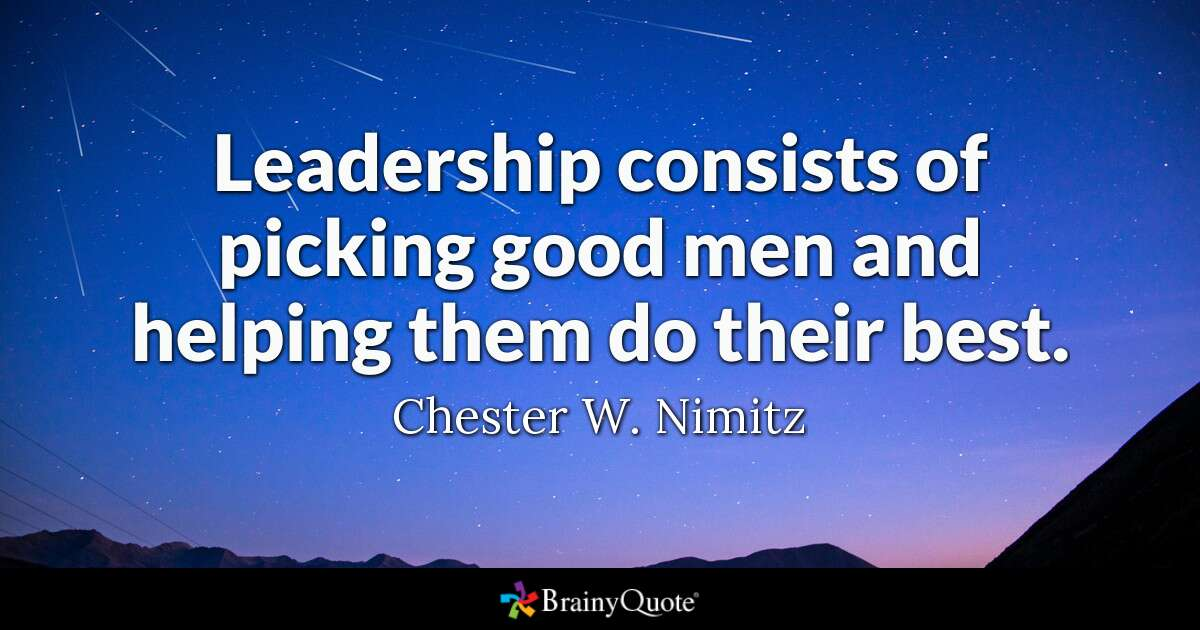 Leadership consists of
picking good men and
helping them do their best.
Chester W. Nimitz
BrainyQuote®